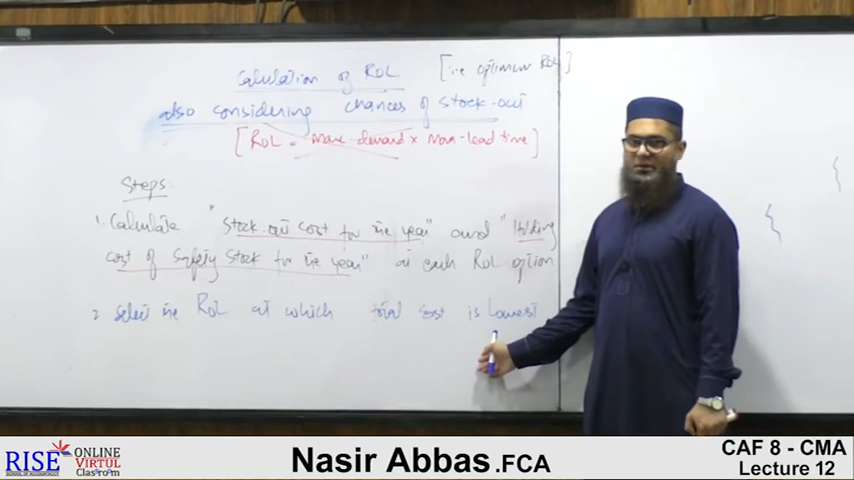 Calculation of ROL [i.e optimum ROL]
also considering chances of stock-out
[ROL = max-demand x max-lead time]
Steps
1. Calculate "Stock-out cost for the year" and "Holding
cost of safety stock for the year" at each ROL option
2 Select the ROL at which total cost is lowest
RISE ONLINE VIRTUL Classroom
SCHOOL OF ACCOUNTANCY
Nasir Abbas.FCA
CAF 8 - CMA
Lecture 12